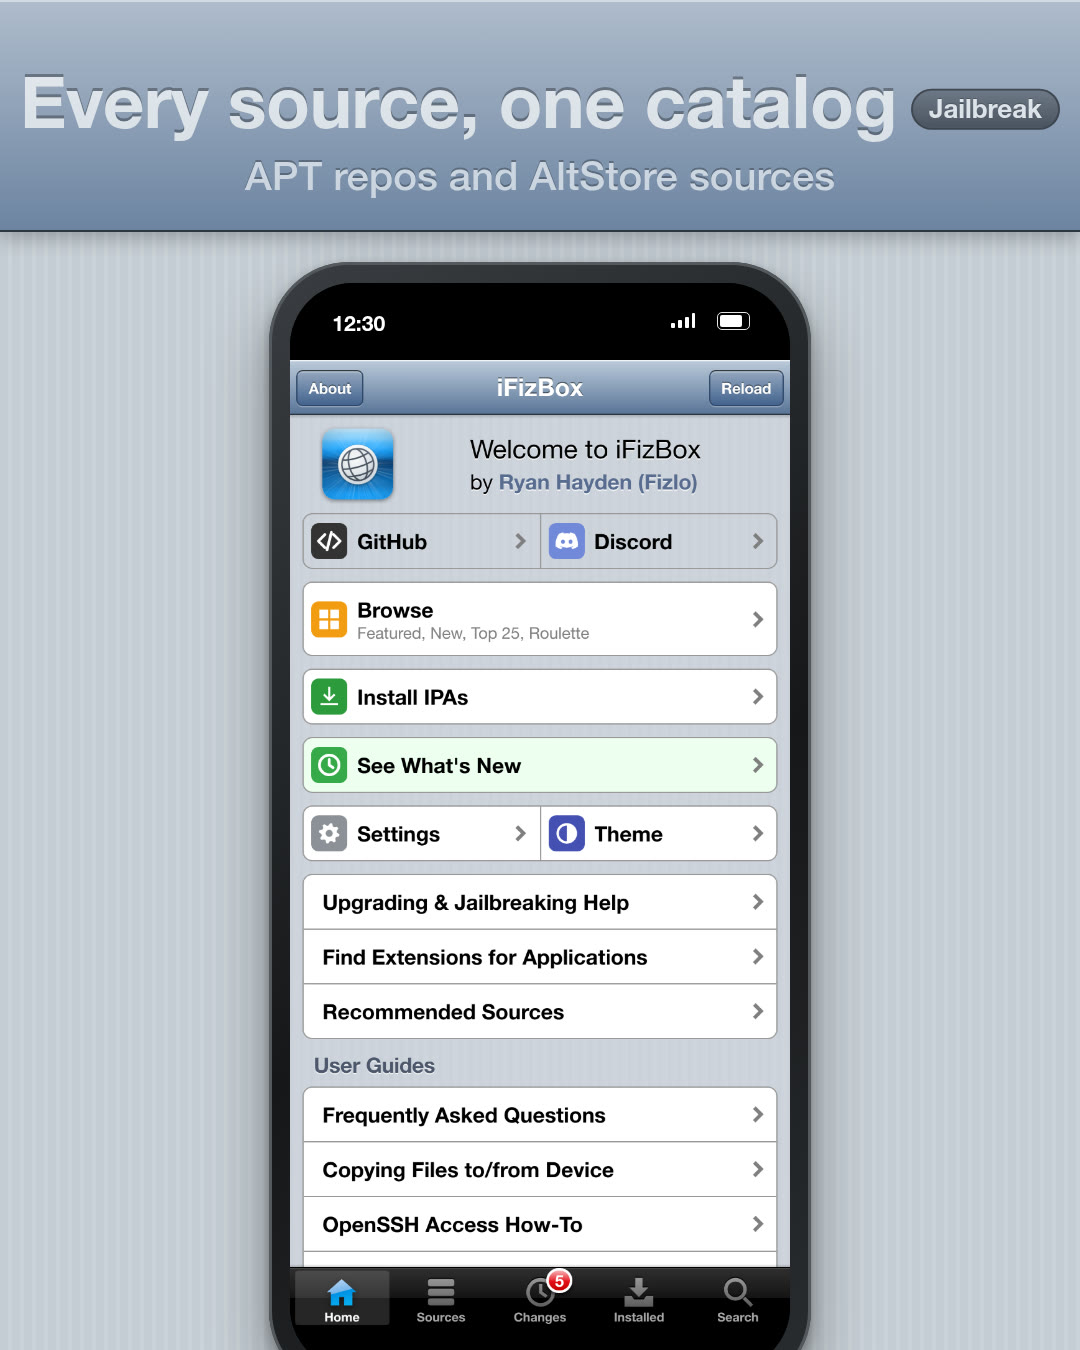 Every source, one catalog Jailbreak
APT repos and AltStore sources
12:30
About iFizBox Reload
Welcome to iFizBox
by Ryan Hayden (Fizlo)
GitHub Discord
Browse
Featured, New, Top 25, Roulette
Install IPAs
See What's New
Settings Theme
Upgrading & Jailbreaking Help
Find Extensions for Applications
Recommended Sources
User Guides
Frequently Asked Questions
Copying Files to/from Device
OpenSSH Access How-To
5
Home Sources Changes Installed Search